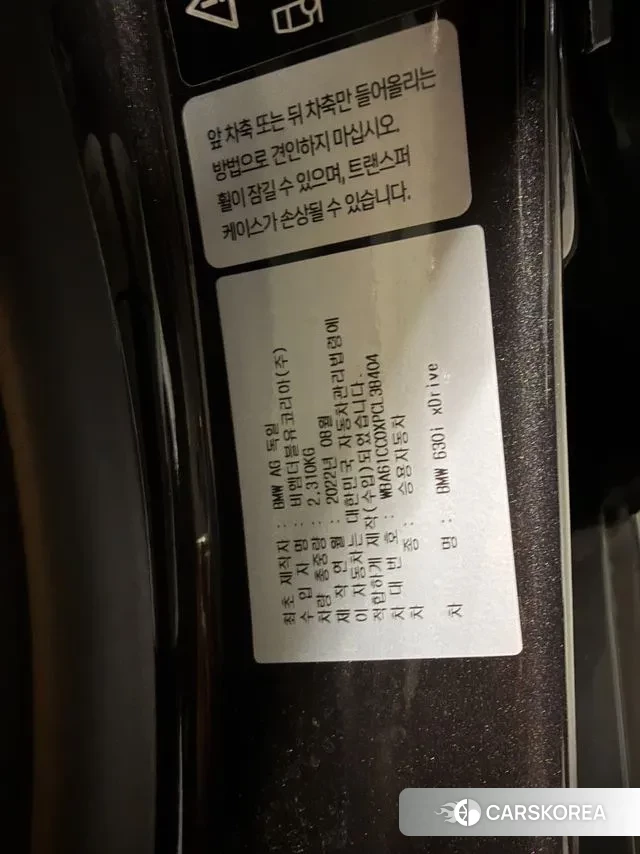 앞 차축 또는 뒤 차축만 들어올리는
방법으로 견인하지 마십시오.
휠이 잠길 수 있으며, 트랜스퍼
케이스가 손상될 수 있습니다.
최초 제작자 : BMW AG 독일
수 입 자 명 : 비엠더블유코리아(주)
차량 총중량 : 2,310KG
제 작 연 월 : 2022년 08월
이 자동차는 대한민국 자동차관리법령에
적합하게 제작(수입)되었습니다.
차 대 번 호 : WBA61CC0XPCL38404
차 종 : 승용자동차
차 명 : BMW 630i xDrive
CARSKOREA